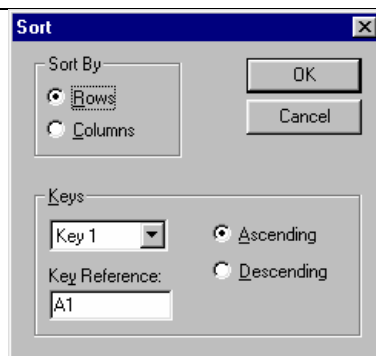 Sort
Sort By
Rows
Columns
OK
Cancel
Keys
Key 1
Ascending
Descending
Key Reference:
A1